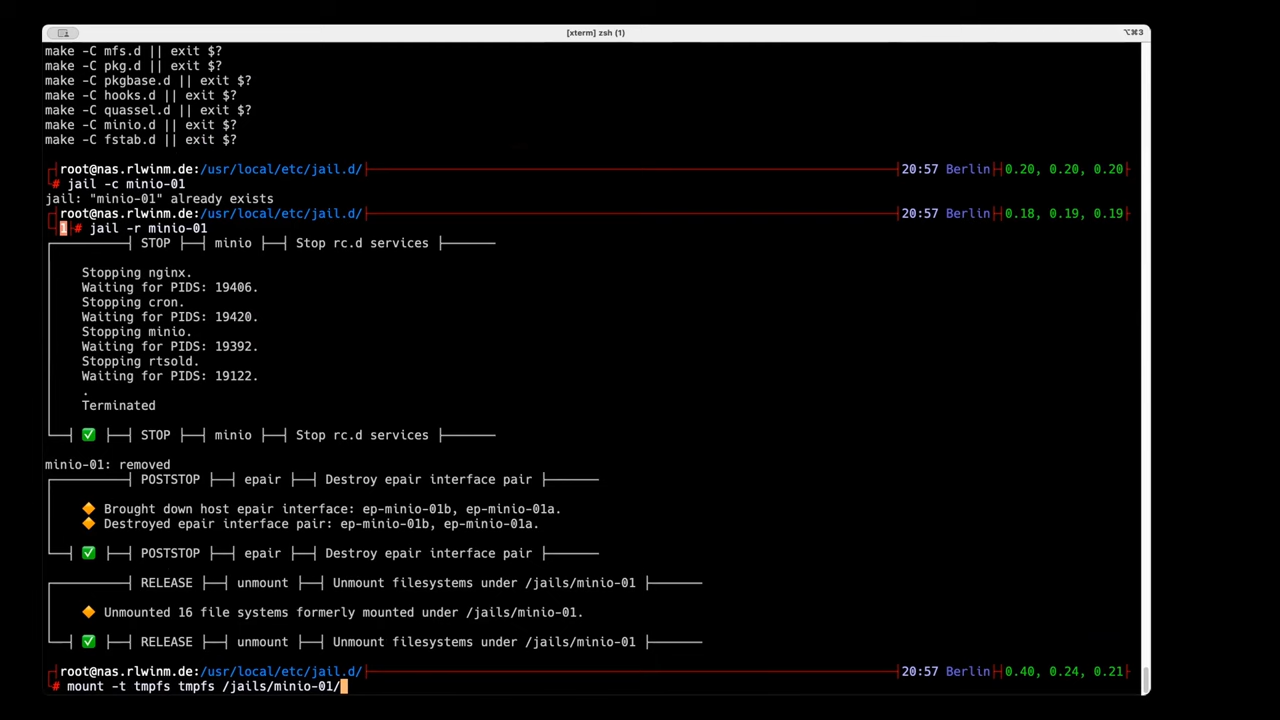 [xterm] zsh (1)
⌥⌘3
make -C mfs.d || exit $?
make -C pkg.d || exit $?
make -C pkgbase.d || exit $?
make -C hooks.d || exit $?
make -C quassel.d || exit $?
make -C minio.d || exit $?
make -C fstab.d || exit $?
root@nas.rlwinm.de:/usr/local/etc/jail.d/ 20:57 Berlin 0.20, 0.20, 0.20
# jail -c minio-01
jail: "minio-01" already exists
root@nas.rlwinm.de:/usr/local/etc/jail.d/ 20:57 Berlin 0.18, 0.19, 0.19
1 # jail -r minio-01
STOP minio Stop rc.d services
Stopping nginx.
Waiting for PIDS: 19406.
Stopping cron.
Waiting for PIDS: 19420.
Stopping minio.
Waiting for PIDS: 19392.
Stopping rtsold.
Waiting for PIDS: 19122.
.
Terminated
✅ STOP minio Stop rc.d services
minio-01: removed
POSTSTOP epair Destroy epair interface pair
🔶 Brought down host epair interface: ep-minio-01b, ep-minio-01a.
🔶 Destroyed epair interface pair: ep-minio-01b, ep-minio-01a.
✅ POSTSTOP epair Destroy epair interface pair
RELEASE unmount Unmount filesystems under /jails/minio-01
🔶 Unmounted 16 file systems formerly mounted under /jails/minio-01.
✅ RELEASE unmount Unmount filesystems under /jails/minio-01
root@nas.rlwinm.de:/usr/local/etc/jail.d/ 20:57 Berlin 0.40, 0.24, 0.21
# mount -t tmpfs tmpfs /jails/minio-01/